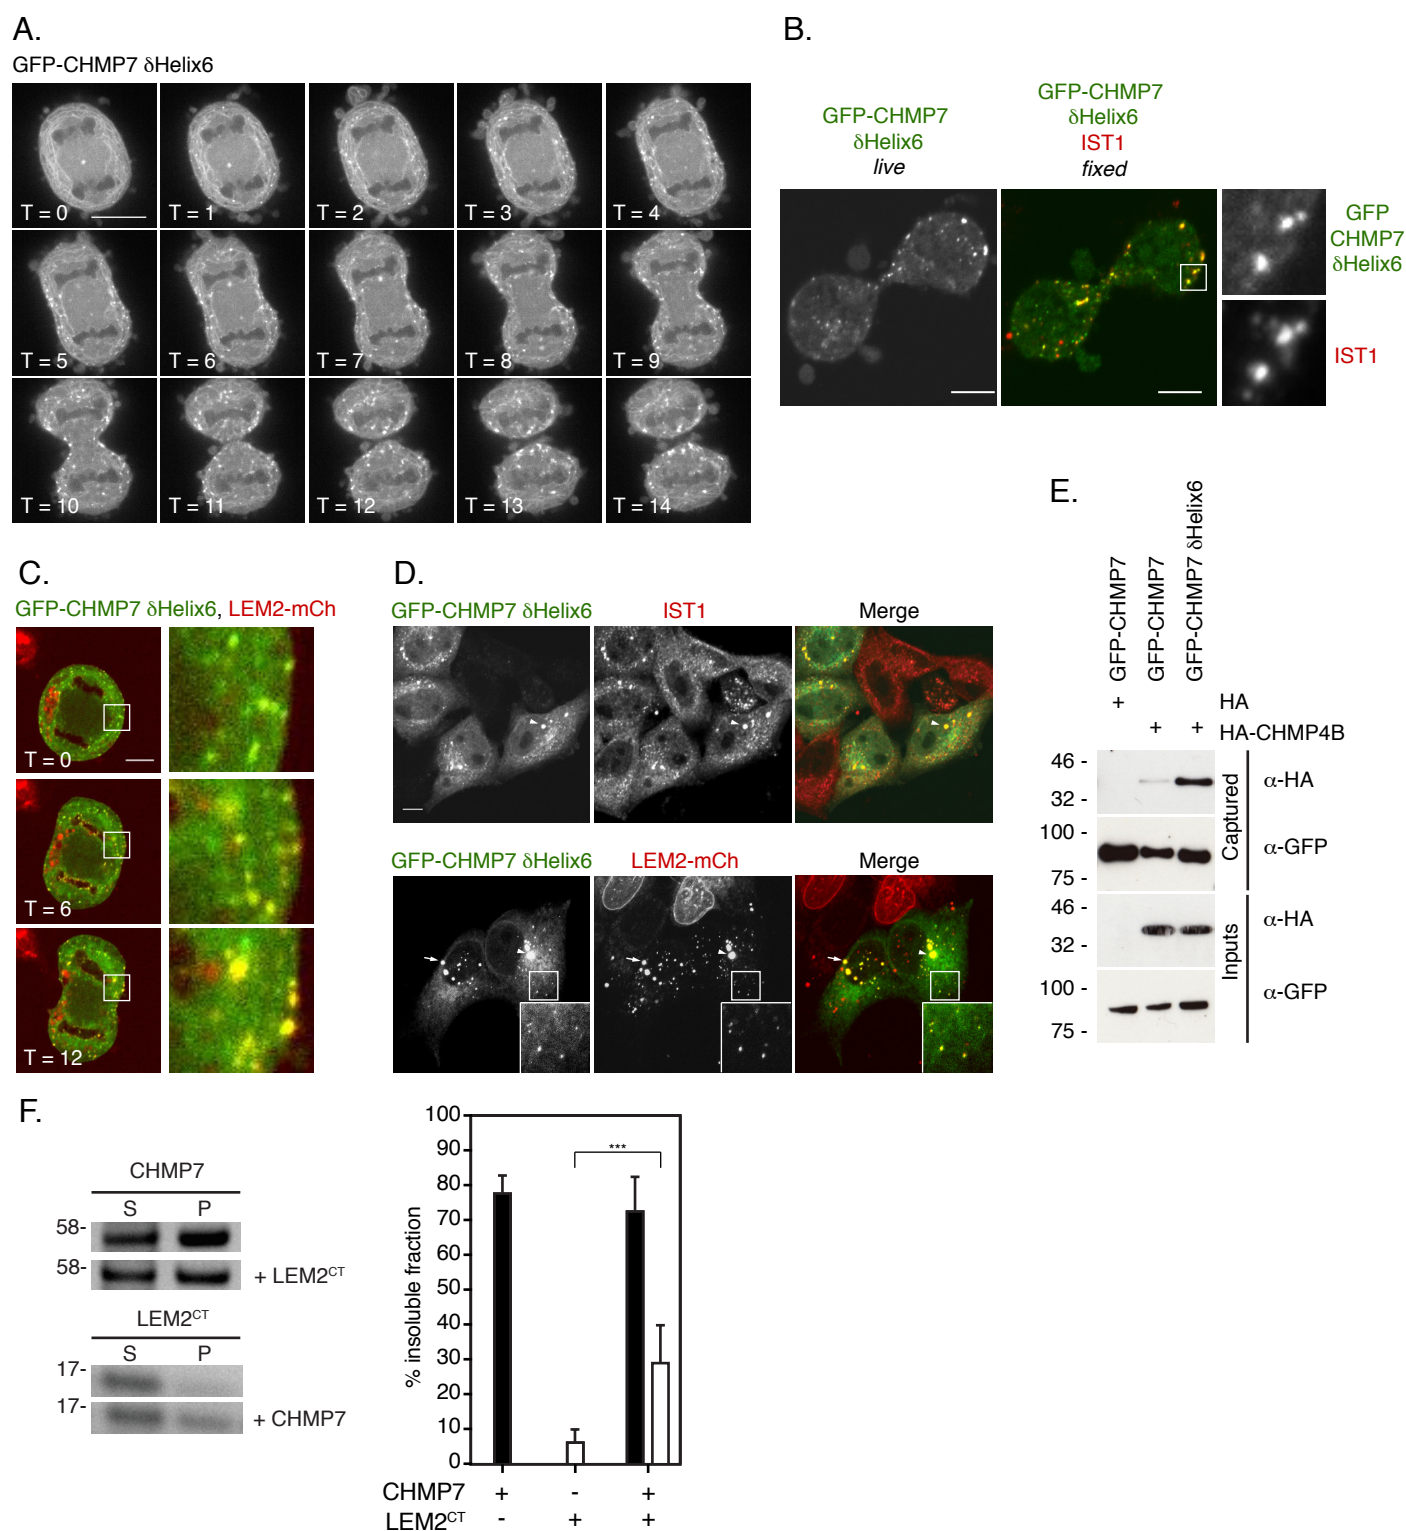 A.
GFP-CHMP7 δHelix6
T = 0
T = 1
T = 2
T = 3
T = 4
T = 5
T = 6
T = 7
T = 8
T = 9
T = 10
T = 11
T = 12
T = 13
T = 14
B.
GFP-CHMP7
δHelix6
live
GFP-CHMP7
δHelix6
IST1
fixed
GFP
CHMP7
δHelix6
IST1
C.
GFP-CHMP7 δHelix6, LEM2-mCh
T = 0
T = 6
T = 12
D.
GFP-CHMP7 δHelix6
IST1
Merge
GFP-CHMP7 δHelix6
LEM2-mCh
Merge
E.
GFP-CHMP7
GFP-CHMP7
GFP-CHMP7 δHelix6
+ HA
+ + HA-CHMP4B
46 -
32 -
α-HA
100 -
75 -
α-GFP
Captured
46 -
32 -
α-HA
100 -
75 -
α-GFP
Inputs
F.
CHMP7
S P
58-
58- + LEM2CT
LEM2CT
S P
17-
17- + CHMP7
% insoluble fraction
100
90
80
70
60
50
40
30
20
10
0
***
CHMP7 + - +
LEM2CT - + +